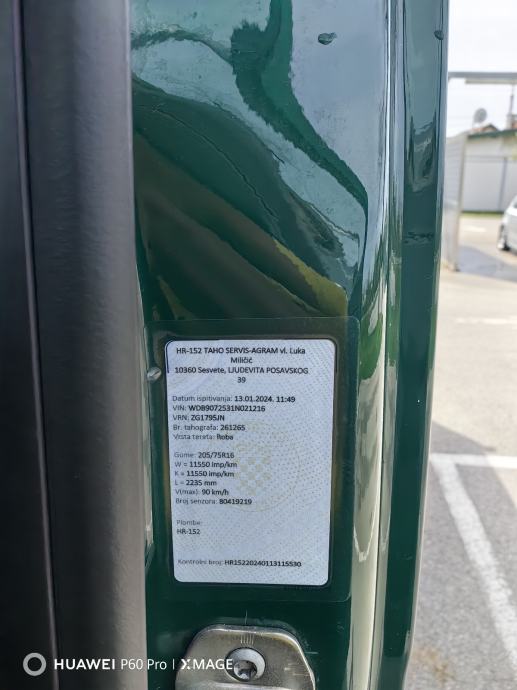 HR-152 TAHO SERVIS-AGRAM vl. Luka
Miličić
10360 Sesvete, LJUDEVITA POSAVSKOG
39
Datum ispitivanja: 13.01.2024. 11:49
VIN: WDB9072531N021216
VRN: ZG1795JN
Br. tahografa: 261265
Vrsta tereta: Roba
Gume: 205/75R16
W = 11550 imp/km
K = 11550 imp/km
L = 2235 mm
V(max): 90 km/h
Broj senzora: 80419219
Plombe:
HR-152
Kontrolni broj: HR15220240113115530
HUAWEI P60 Pro | XMAGE